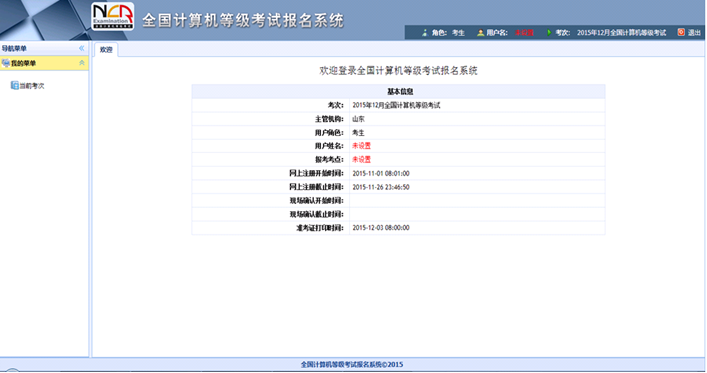 NCR
Examination
全国计算机等级考试报名系统
角色: 考生 用户名: 考次: 2015年12月全国计算机等级考试 退出
导航菜单
我的菜单
当前考次
欢迎
欢迎登录全国计算机等级考试报名系统
基本信息
考次: 2015年12月全国计算机等级考试
主管机构: 山东
用户角色: 考生
用户姓名: 未设置
报考考点: 未设置
网上注册开始时间: 2015-11-01 08:01:00
网上注册截止时间: 2015-11-26 23:46:50
现场确认开始时间:
现场确认截止时间:
准考证打印时间: 2015-12-03 08:00:00
全国计算机等级考试报名系统©2015